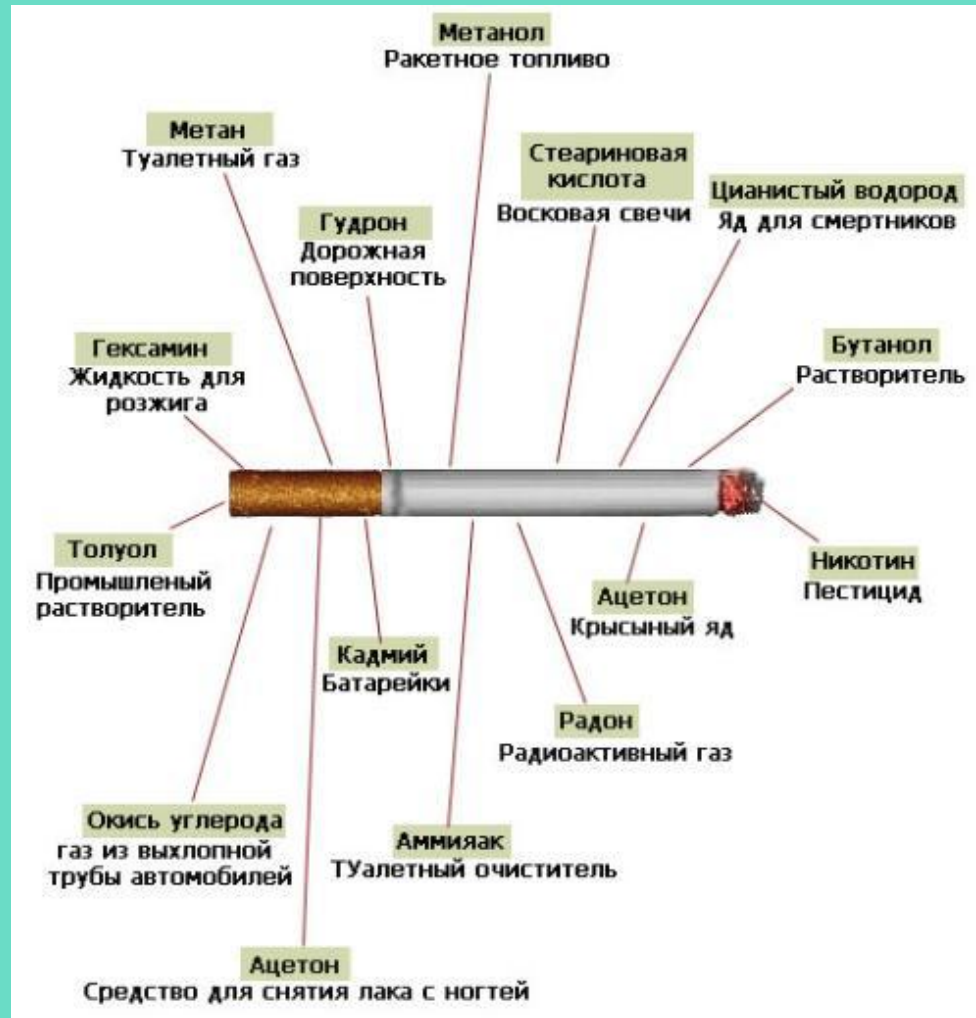 Метанол
Ракетное топливо
Метан
Туалетный газ
Стеариновая
кислота
Восковая свечи
Цианистый водород
Яд для смертников
Гудрон
Дорожная
поверхность
Гексамин
Жидкость для
розжига
Бутанол
Растворитель
Толуол
Промышленый
растворитель
Никотин
Пестицид
Ацетон
Крысиный яд
Кадмий
Батарейки
Радон
Радиоактивный газ
Окись углерода
газ из выхлопной
трубы автомобилей
Аммияак
ТУалетный очиститель
Ацетон
Средство для снятия лака с ногтей